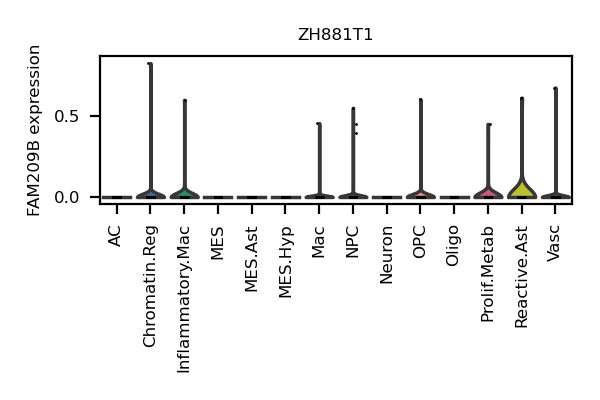 ZH881T1
FAM209B expression
0.5
0.0
AC
Chromatin.Reg
Inflammatory.Mac
MES
MES.Ast
MES.Hyp
Mac
NPC
Neuron
OPC
Oligo
Prolif.Metab
Reactive.Ast
Vasc